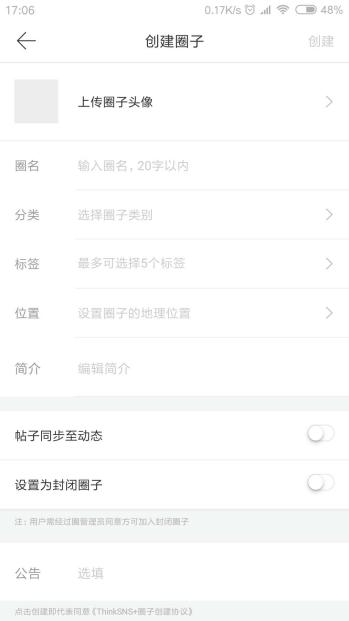 17:06 0.17K/s 48%
创建圈子 创建
上传圈子头像
圈名 输入圈名，20字以内
分类 选择圈子类别
标签 最多可选择5个标签
位置 设置圈子的地理位置
简介 编辑简介
帖子同步至动态
设置为封闭圈子
注：用户需经过圈管理员同意方可加入封闭圈子
公告 选填
点击创建即代表同意《ThinkSNS+圈子创建协议》